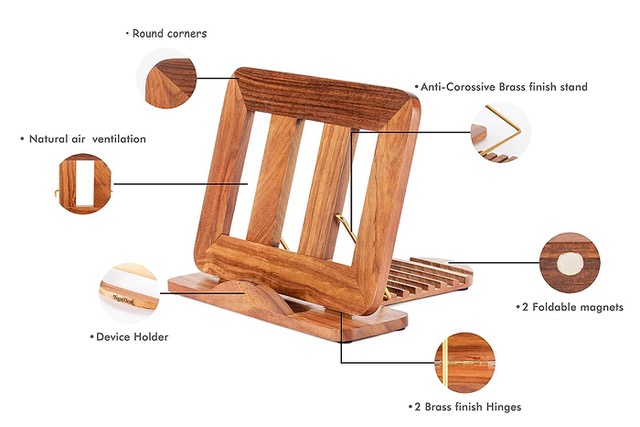 • Round corners
• Anti-Corossive Brass finish stand
• Natural air ventilation
• 2 Foldable magnets
• Device Holder
• 2 Brass finish Hinges